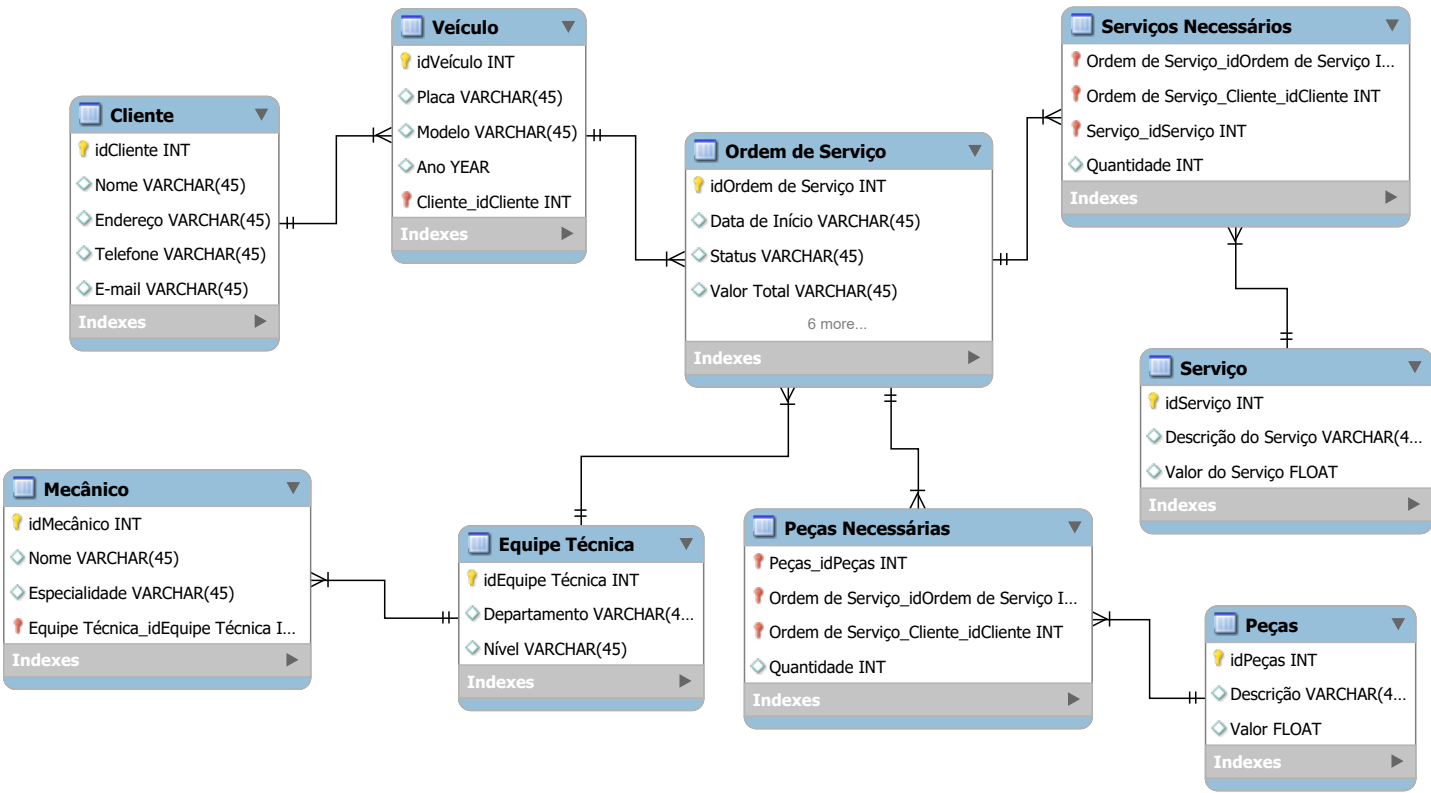 Cliente
idCliente INT
Nome VARCHAR(45)
Endereço VARCHAR(45)
Telefone VARCHAR(45)
E-mail VARCHAR(45)
Indexes
Veículo
idVeículo INT
Placa VARCHAR(45)
Modelo VARCHAR(45)
Ano YEAR
Cliente_idCliente INT
Indexes
Ordem de Serviço
idOrdem de Serviço INT
Data de Início VARCHAR(45)
Status VARCHAR(45)
Valor Total VARCHAR(45)
6 more...
Indexes
Serviços Necessários
Ordem de Serviço_idOrdem de Serviço I...
Ordem de Serviço_Cliente_idCliente INT
Serviço_idServiço INT
Quantidade INT
Indexes
Serviço
idServiço INT
Descrição do Serviço VARCHAR(4...
Valor do Serviço FLOAT
Indexes
Mecânico
idMecânico INT
Nome VARCHAR(45)
Especialidade VARCHAR(45)
Equipe Técnica_idEquipe Técnica I...
Indexes
Equipe Técnica
idEquipe Técnica INT
Departamento VARCHAR(4...
Nível VARCHAR(45)
Indexes
Peças Necessárias
Peças_idPeças INT
Ordem de Serviço_idOrdem de Serviço I...
Ordem de Serviço_Cliente_idCliente INT
Quantidade INT
Indexes
Peças
idPeças INT
Descrição VARCHAR(4...
Valor FLOAT
Indexes